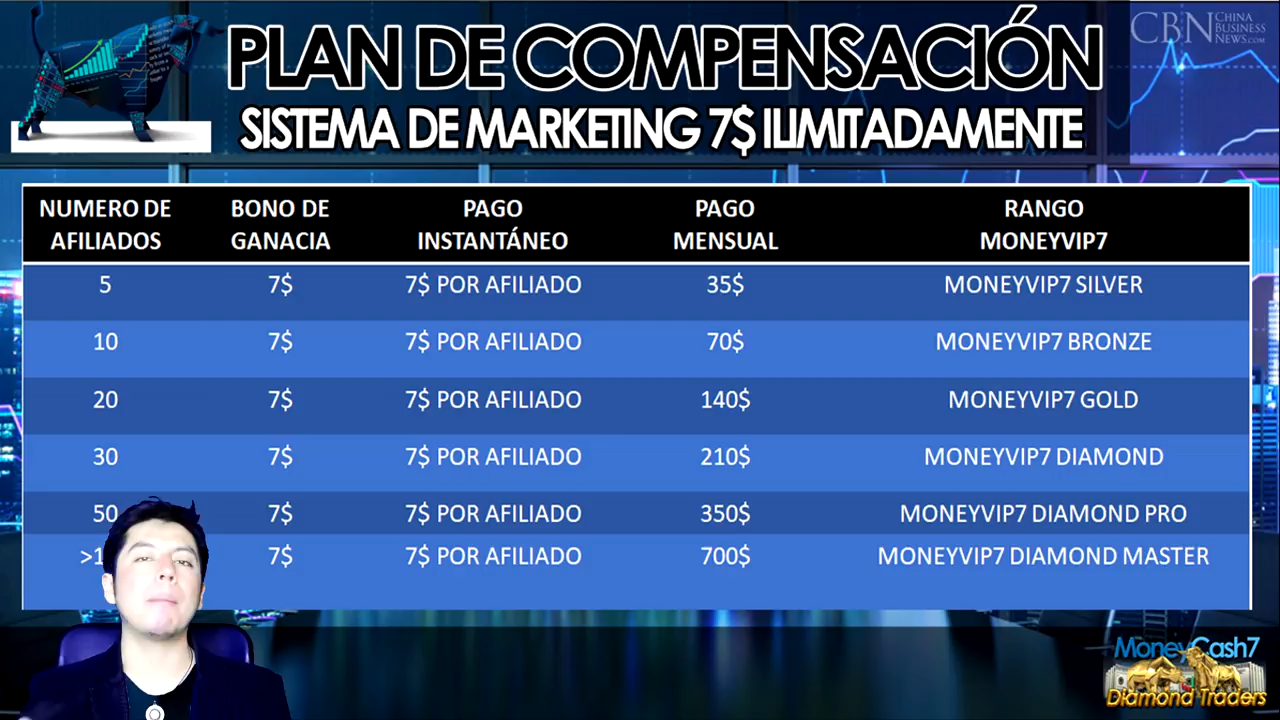 PLAN DE COMPENSACIÓN
CBN CHINA BUSINESS NEWS.COM
SISTEMA DE MARKETING 7$ ILIMITADAMENTE
NUMERO DE AFILIADOS BONO DE GANACIA PAGO INSTANTÁNEO PAGO MENSUAL RANGO MONEYVIP7
5 7$ 7$ POR AFILIADO 35$ MONEYVIP7 SILVER
10 7$ 7$ POR AFILIADO 70$ MONEYVIP7 BRONZE
20 7$ 7$ POR AFILIADO 140$ MONEYVIP7 GOLD
30 7$ 7$ POR AFILIADO 210$ MONEYVIP7 DIAMOND
50 7$ 7$ POR AFILIADO 350$ MONEYVIP7 DIAMOND PRO
>1 7$ 7$ POR AFILIADO 700$ MONEYVIP7 DIAMOND MASTER
MoneyCash7
Diamond Traders